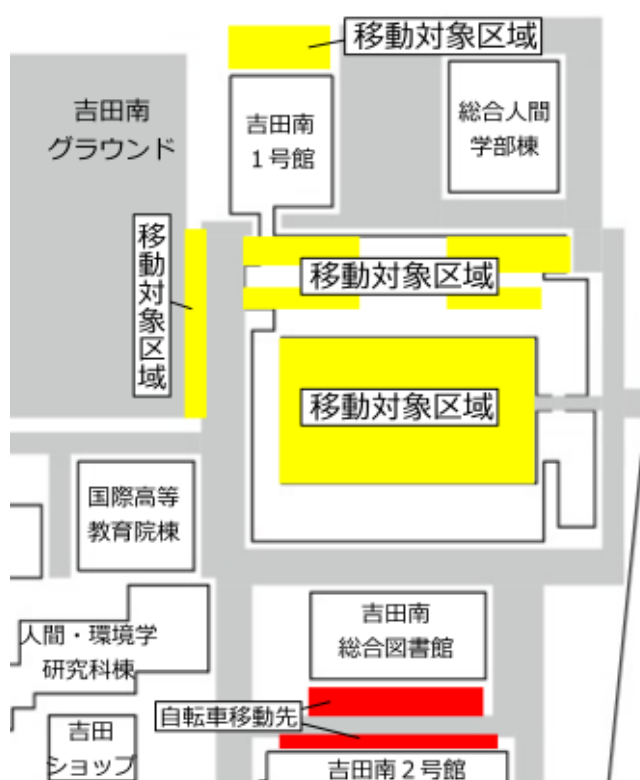 移動対象区域
吉田南
グラウンド
吉田南
1号館
総合人間
学部棟
移動対象区域
移動対象区域
移動対象区域
国際高等
教育院棟
人間・環境学
研究科棟
吉田南
総合図書館
自転車移動先
吉田
ショップ
吉田南2号館